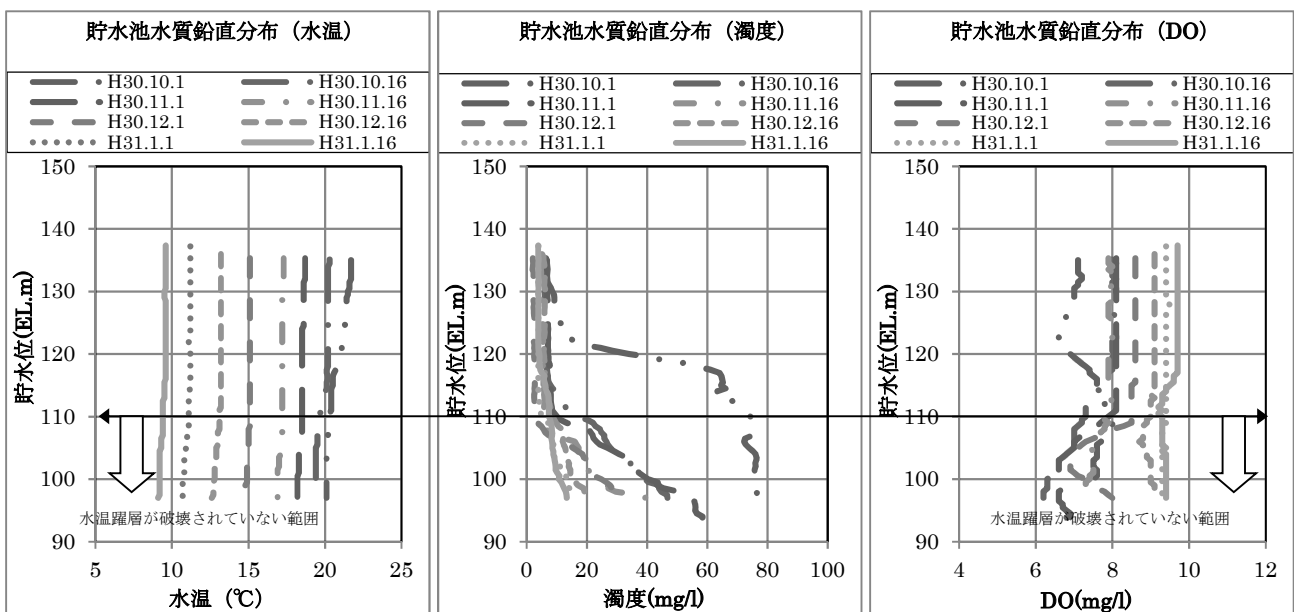 貯水池水質鉛直分布（水温）
H30.10.1 H30.10.16
H30.11.1 H30.11.16
H30.12.1 H30.12.16
H31.1.1 H31.1.16
貯水位(EL.m)
150
140
130
120
110
100
90
水温躍層が破壊されていない範囲
5 10 15 20 25
水温（℃）
貯水池水質鉛直分布（濁度）
H30.10.1 H30.10.16
H30.11.1 H30.11.16
H30.12.1 H30.12.16
H31.1.1 H31.1.16
貯水位(EL.m)
150
140
130
120
110
100
90
0 20 40 60 80 100
濁度(mg/l)
貯水池水質鉛直分布（DO）
H30.10.1 H30.10.16
H30.11.1 H30.11.16
H30.12.1 H30.12.16
H31.1.1 H31.1.16
貯水位(EL.m)
150
140
130
120
110
100
90
水温躍層が破壊されていない範囲
4 6 8 10 12
DO(mg/l)